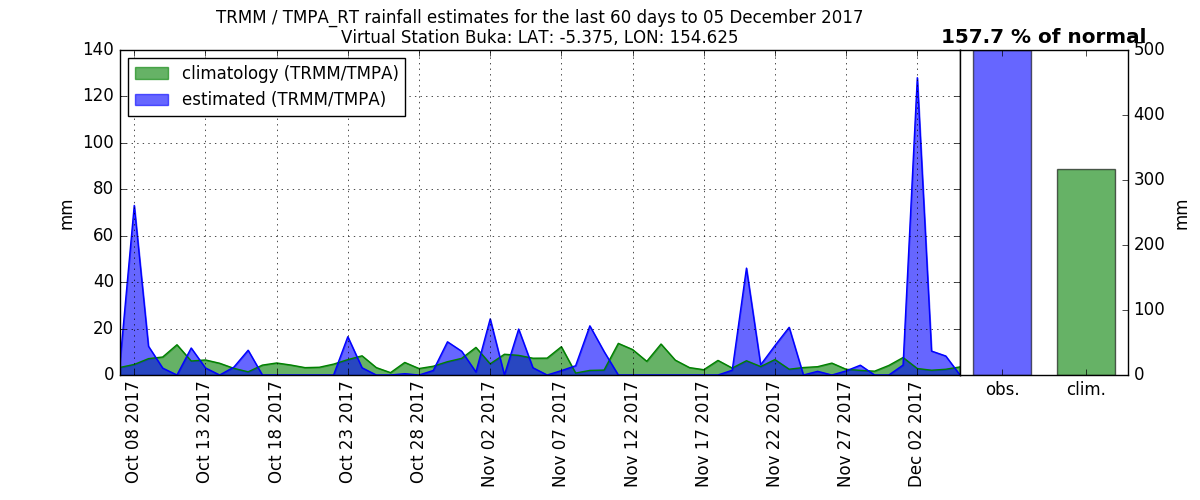 TRMM / TMPA_RT rainfall estimates for the last 60 days to 05 December 2017
Virtual Station Buka: LAT: -5.375, LON: 154.625
157.7 % of normal
climatology (TRMM/TMPA)
estimated (TRMM/TMPA)
mm
140
120
100
80
60
40
20
0
Oct 08 2017
Oct 13 2017
Oct 18 2017
Oct 23 2017
Oct 28 2017
Nov 02 2017
Nov 07 2017
Nov 12 2017
Nov 17 2017
Nov 22 2017
Nov 27 2017
Dec 02 2017
obs.
clim.
500
400
300
200
100
0
mm